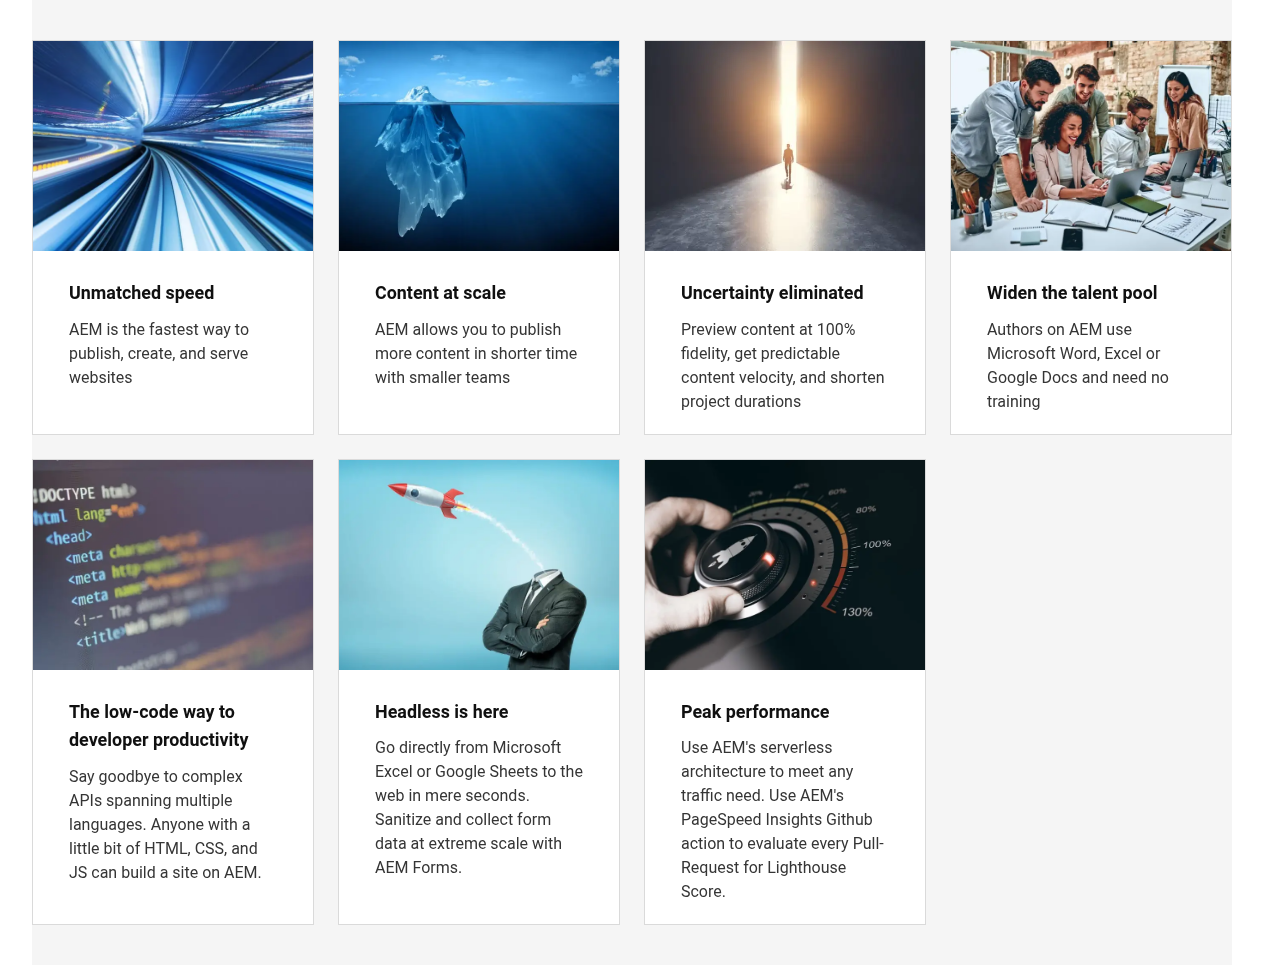 Unmatched speed
AEM is the fastest way to
publish, create, and serve
websites
Content at scale
AEM allows you to publish
more content in shorter time
with smaller teams
Uncertainty eliminated
Preview content at 100%
fidelity, get predictable
content velocity, and shorten
project durations
Widen the talent pool
Authors on AEM use
Microsoft Word, Excel or
Google Docs and need no
training
!DOCTYPE html>
html lang="en">
<head>
<meta
<meta
<meta name=
<!-- The
<title>Web Design
20%
40%
60%
80%
100%
130%
The low-code way to
developer productivity
Say goodbye to complex
APIs spanning multiple
languages. Anyone with a
little bit of HTML, CSS, and
JS can build a site on AEM.
Headless is here
Go directly from Microsoft
Excel or Google Sheets to the
web in mere seconds.
Sanitize and collect form
data at extreme scale with
AEM Forms.
Peak performance
Use AEM's serverless
architecture to meet any
traffic need. Use AEM's
PageSpeed Insights Github
action to evaluate every Pull-
Request for Lighthouse
Score.